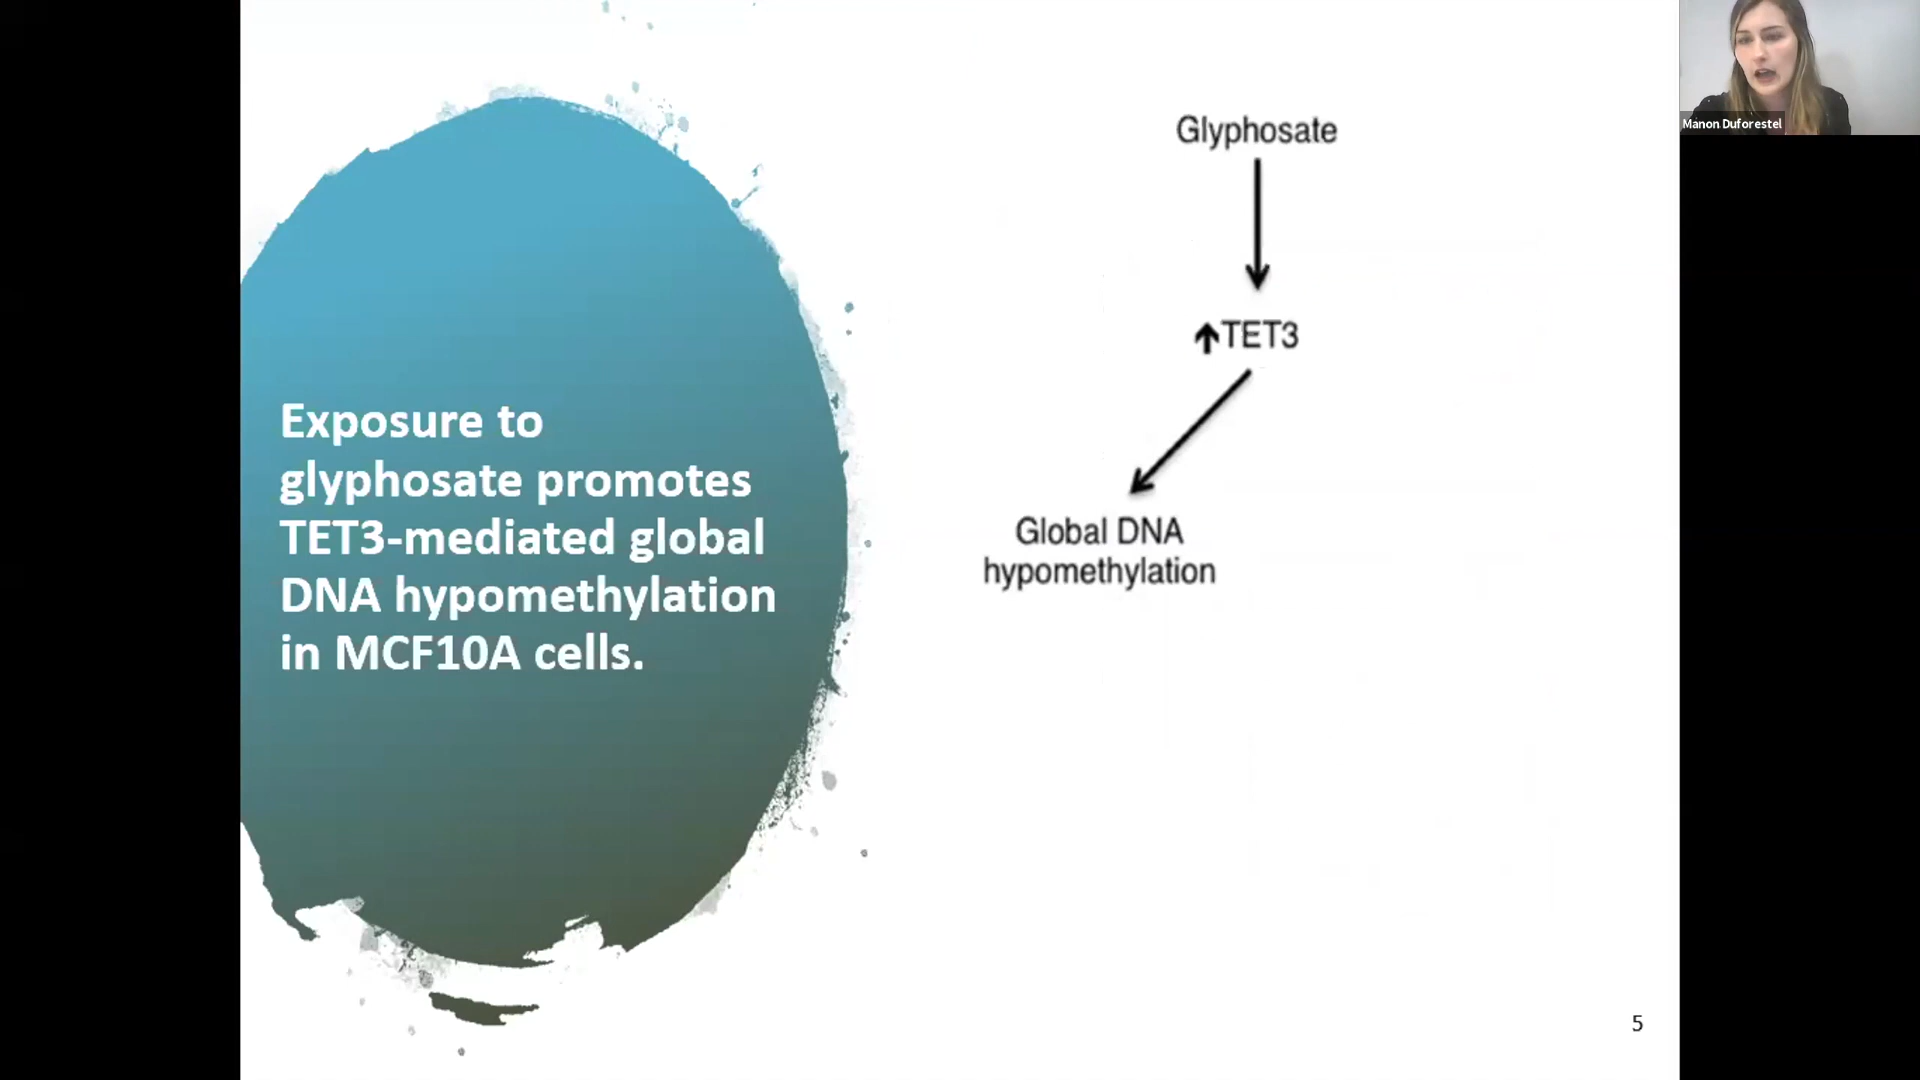 Exposure to
glyphosate promotes
TET3-mediated global
DNA hypomethylation
in MCF10A cells.
Glyphosate
↑TET3
Global DNA
hypomethylation
Manon Duforestel
5